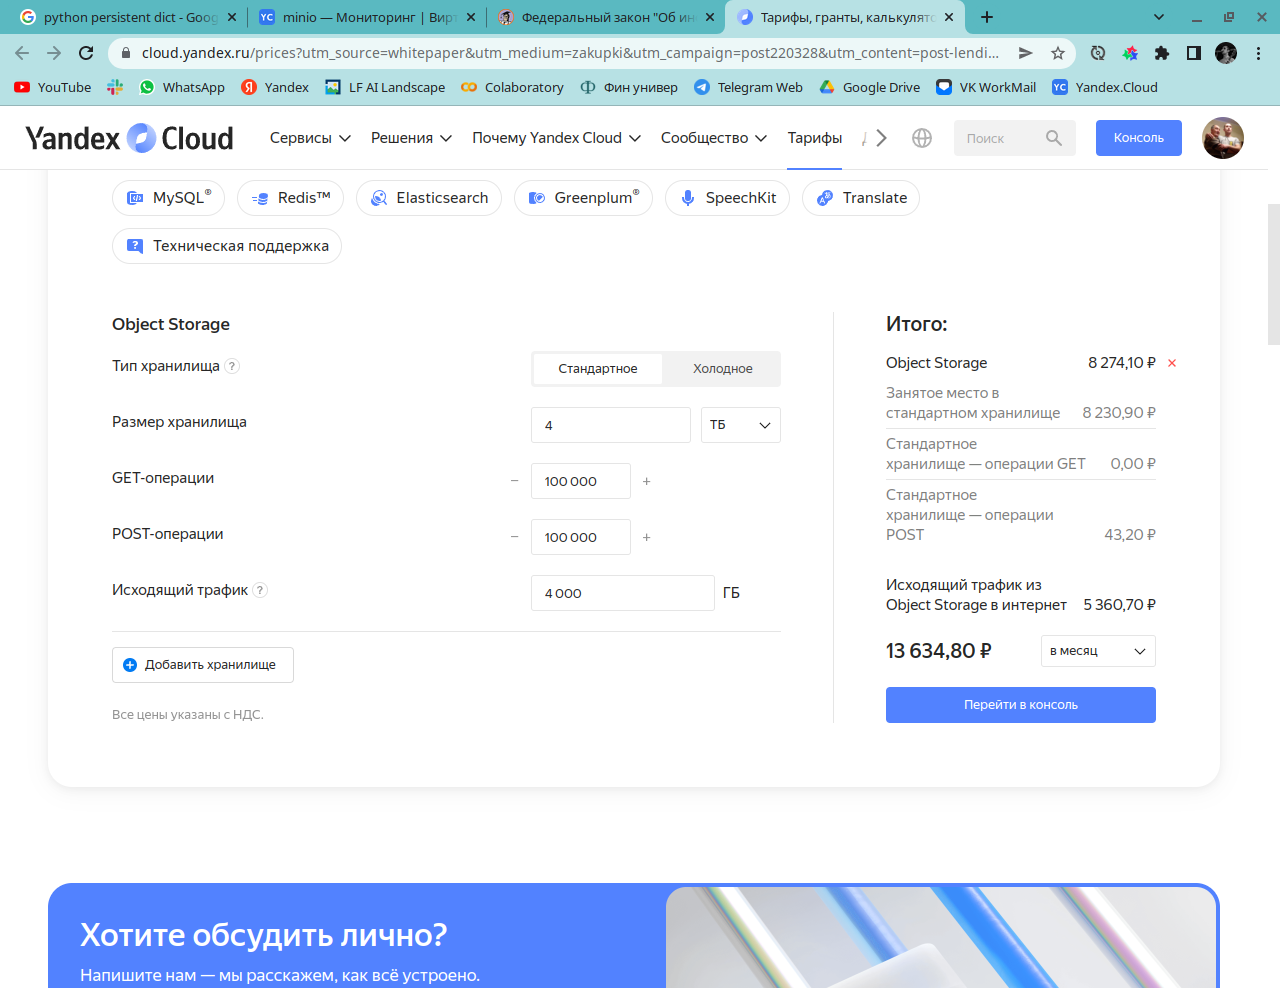 python persistent dict - Goog
minio — Мониторинг | Вирт
Федеральный закон "Об ин
Тарифы, гранты, калькулято
cloud.yandex.ru/prices?utm_source=whitepaper&utm_medium=zakupki&utm_campaign=post220328&utm_content=post-lendi...
YouTube
WhatsApp
Yandex
LF AI Landscape
Colaboratory
Фин универ
Telegram Web
Google Drive
VK WorkMail
Yandex.Cloud
Yandex Cloud
Сервисы
Решения
Почему Yandex Cloud
Сообщество
Тарифы
Поиск
Консоль
MySQL®
Redis™
Elasticsearch
Greenplum®
SpeechKit
Translate
Техническая поддержка
Object Storage
Тип хранилища ?
Стандартное
Холодное
Размер хранилища
4
ТБ
GET-операции
− 100 000 +
POST-операции
− 100 000 +
Исходящий трафик ?
4 000 ГБ
Добавить хранилище
Все цены указаны с НДС.
Итого:
Object Storage 8 274,10 ₽
Занятое место в
стандартном хранилище 8 230,90 ₽
Стандартное
хранилище — операции GET 0,00 ₽
Стандартное
хранилище — операции
POST 43,20 ₽
Исходящий трафик из
Object Storage в интернет 5 360,70 ₽
13 634,80 ₽ в месяц
Перейти в консоль
Хотите обсудить лично?
Напишите нам — мы расскажем, как всё устроено.